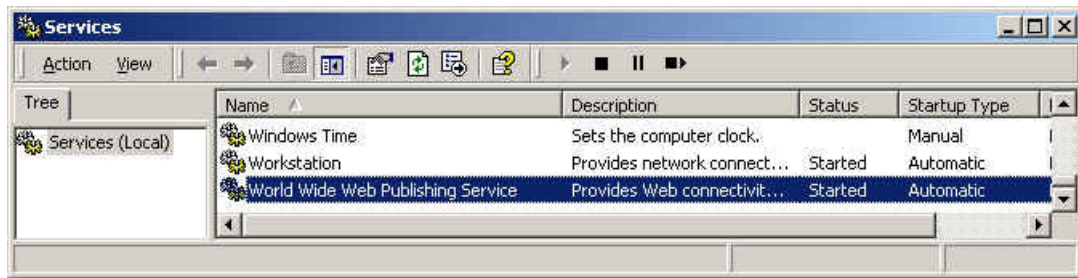 Services
Action View
Tree Name Description Status Startup Type
Services (Local) Windows Time Sets the computer clock. Manual
Workstation Provides network connect... Started Automatic
World Wide Web Publishing Service Provides Web connectivit... Started Automatic